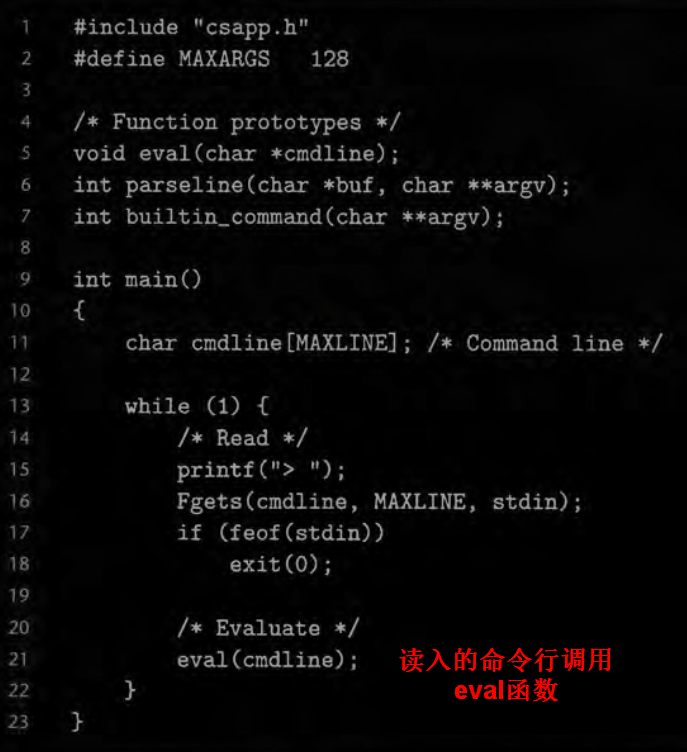 1 #include "csapp.h"
2 #define MAXARGS   128
3
4 /* Function prototypes */
5 void eval(char *cmdline);
6 int parseline(char *buf, char **argv);
7 int builtin_command(char **argv);
8
9 int main()
10 {
11     char cmdline[MAXLINE]; /* Command line */
12
13     while (1) {
14         /* Read */
15         printf("> ");
16         Fgets(cmdline, MAXLINE, stdin);
17         if (feof(stdin))
18             exit(0);
19
20         /* Evaluate */
21         eval(cmdline);
读入的命令行调用
22     }
eval函数
23 }